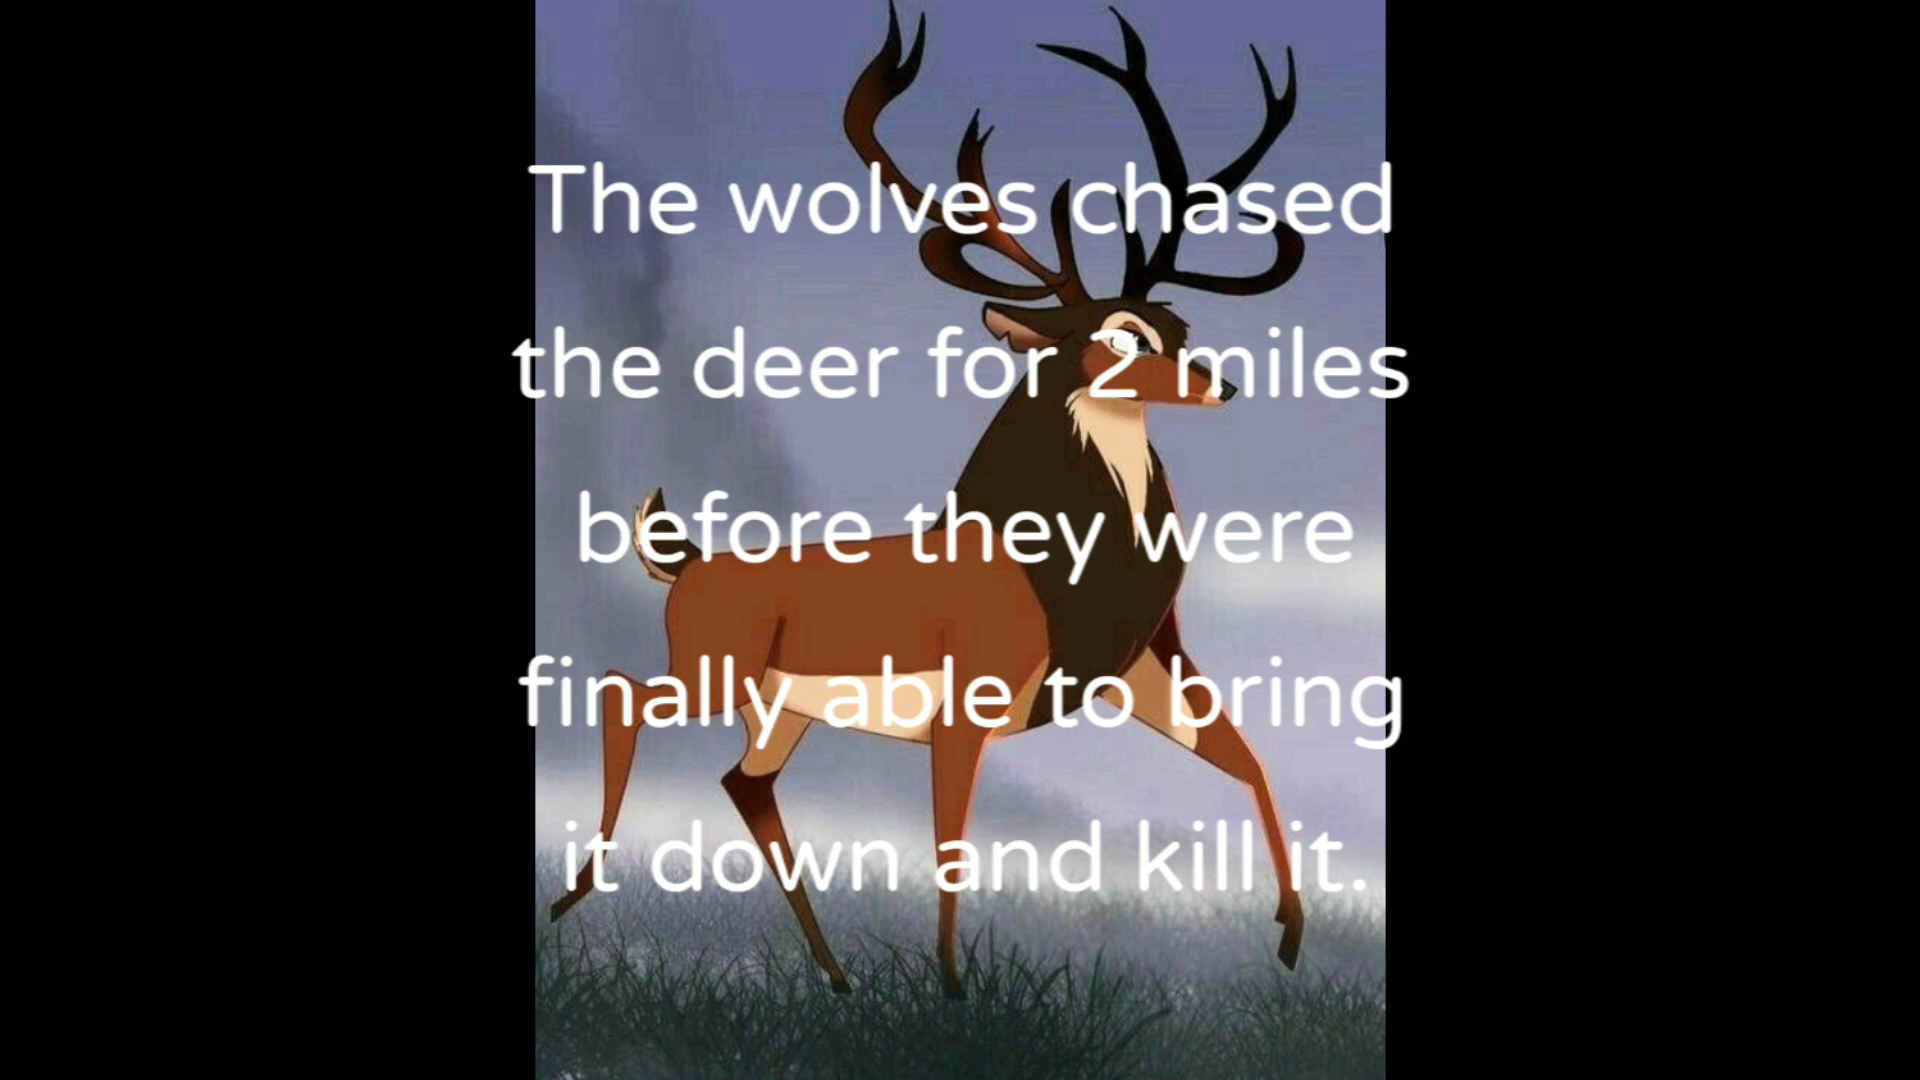 The wolves chased
the deer for 2 miles
before they were
finally able to bring
it down and kill it.